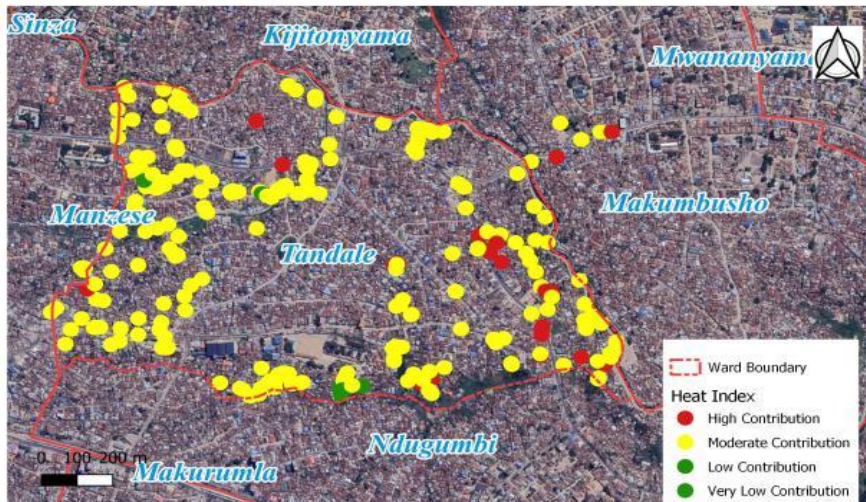 Sinza
Kijitonyama
Mwananyama
Manzese
Makumbusho
Tandale
Ward Boundary
Heat Index
High Contribution
Moderate Contribution
Low Contribution
Very Low Contribution
Ndugumbi
0 100 200 m
Makurumla